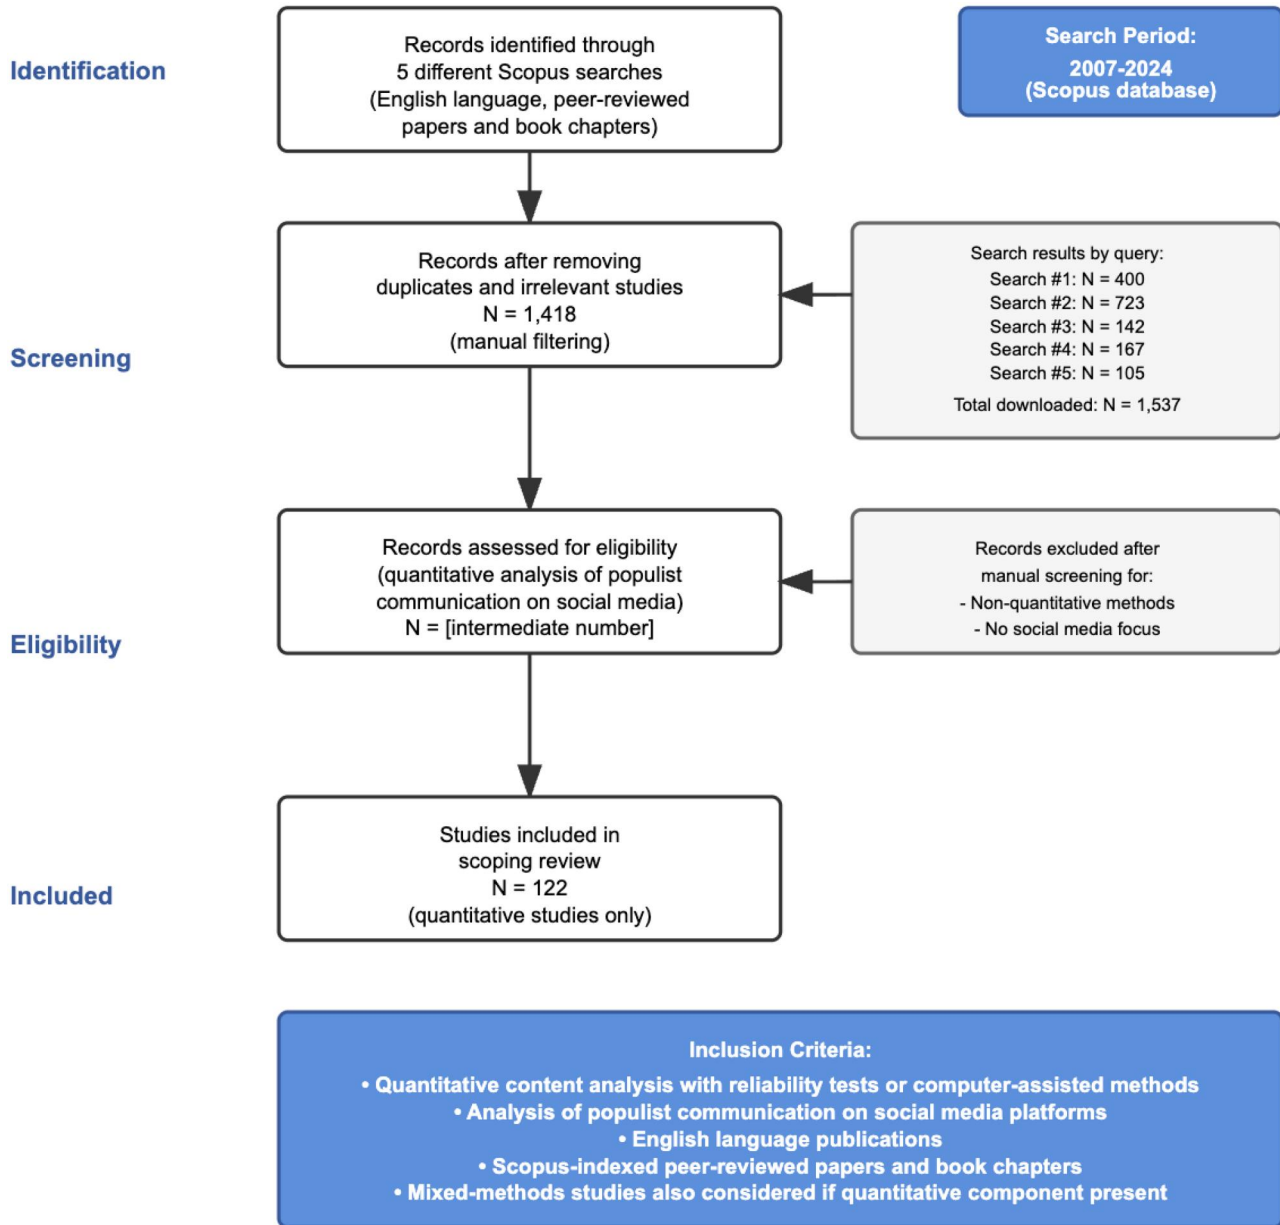 Identification
Records identified through
5 different Scopus searches
(English language, peer-reviewed
papers and book chapters)
Search Period:
2007-2024
(Scopus database)
Screening
Records after removing
duplicates and irrelevant studies
N = 1,418
(manual filtering)
Search results by query:
Search #1: N = 400
Search #2: N = 723
Search #3: N = 142
Search #4: N = 167
Search #5: N = 105
Total downloaded: N = 1,537
Eligibility
Records assessed for eligibility
(quantitative analysis of populist
communication on social media)
N = [intermediate number]
Records excluded after
manual screening for:
- Non-quantitative methods
- No social media focus
Included
Studies included in
scoping review
N = 122
(quantitative studies only)
Inclusion Criteria:
• Quantitative content analysis with reliability tests or computer-assisted methods
• Analysis of populist communication on social media platforms
• English language publications
• Scopus-indexed peer-reviewed papers and book chapters
• Mixed-methods studies also considered if quantitative component present